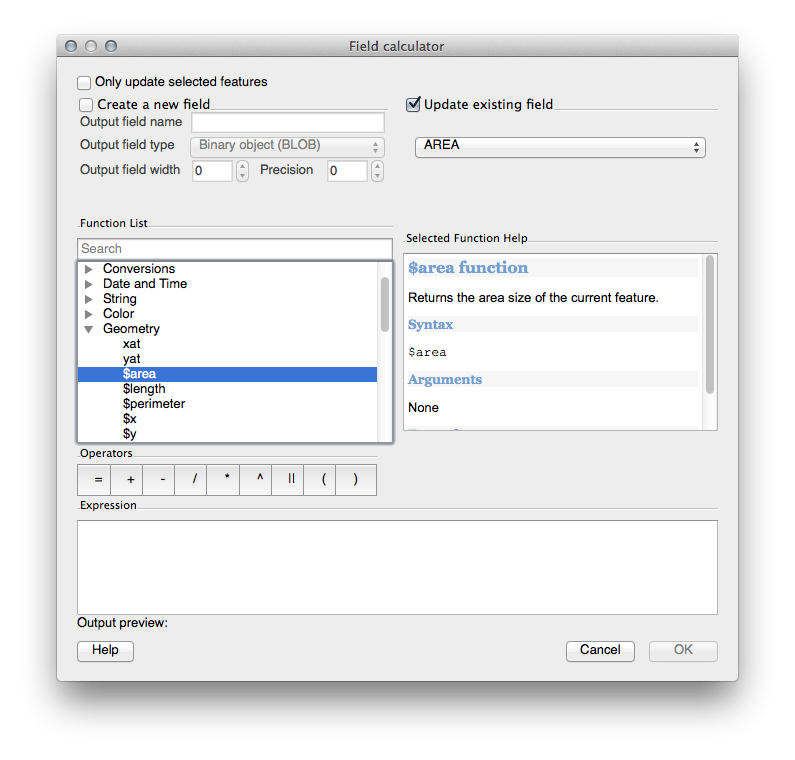 Field calculator
Only update selected features
Create a new field
Output field name
Output field type Binary object (BLOB)
Output field width 0 Precision 0
Update existing field
AREA
Function List
Search
Conversions
Date and Time
String
Color
Geometry
xat
yat
$area
$length
$perimeter
$x
$y
Selected Function Help
$area function
Returns the area size of the current feature.
Syntax
$area
Arguments
None
Operators
= + - / * ^ || ( )
Expression
Output preview:
Help Cancel OK